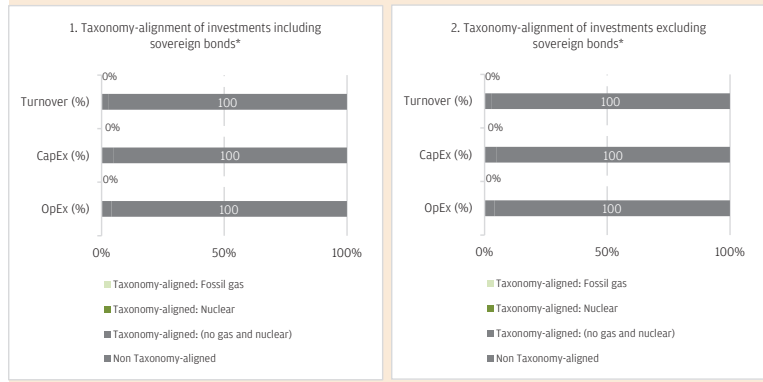 1. Taxonomy-alignment of investments including
sovereign bonds*
0%
Turnover (%)
100
0%
CapEx (%)
100
0%
OpEx (%)
100
0%
50%
100%
Taxonomy-aligned: Fossil gas
Taxonomy-aligned: Nuclear
Taxonomy-aligned: (no gas and nuclear)
Non Taxonomy-aligned
2. Taxonomy-alignment of investments excluding
sovereign bonds*
0%
Turnover (%)
100
0%
CapEx (%)
100
0%
OpEx (%)
100
0%
50%
100%
Taxonomy-aligned: Fossil gas
Taxonomy-aligned: Nuclear
Taxonomy-aligned: (no gas and nuclear)
Non Taxonomy-aligned